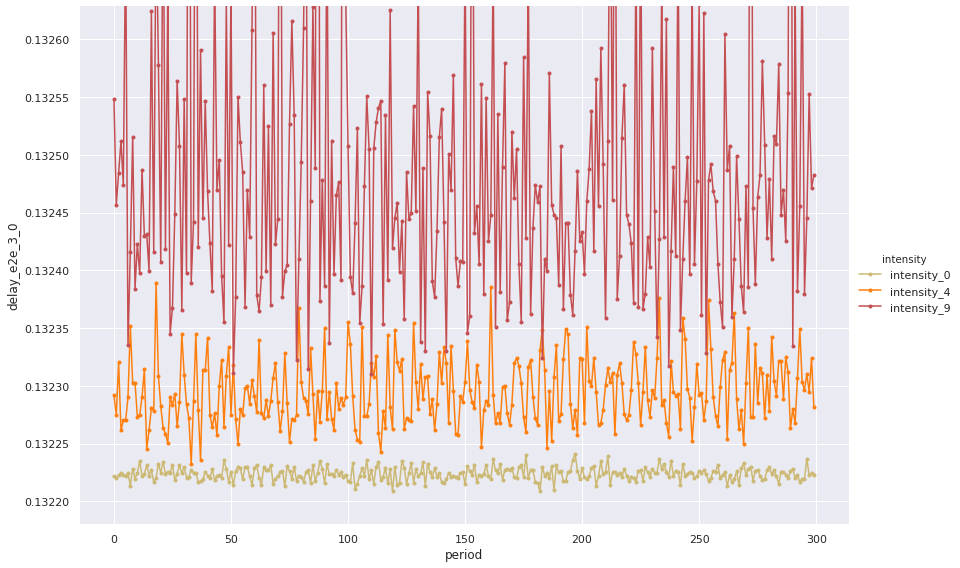 0.13260
0.13255
0.13250
0.13245
0.13240
0.13235
0.13230
0.13225
0.13220
delay_e2e_3_0
0 50 100 150 200 250 300
period
intensity
intensity_0
intensity_4
intensity_9